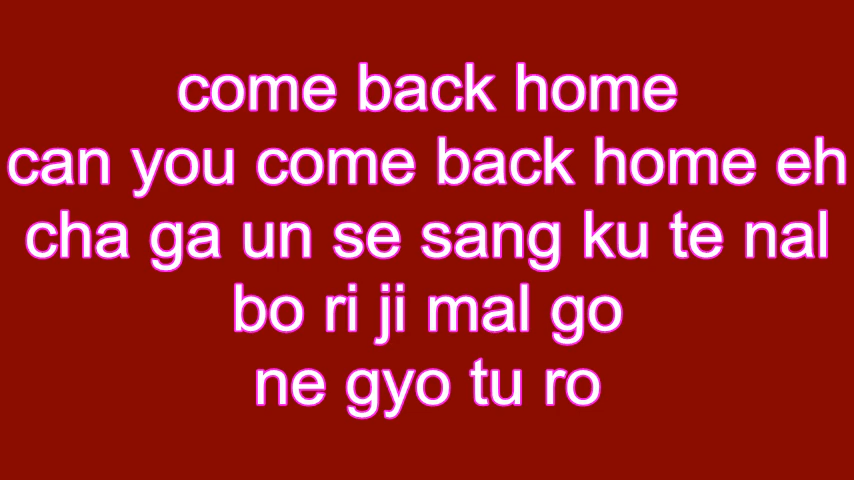 come back home
can you come back home eh
cha ga un se sang ku te nal
bo ri ji mal go
ne gyo tu ro